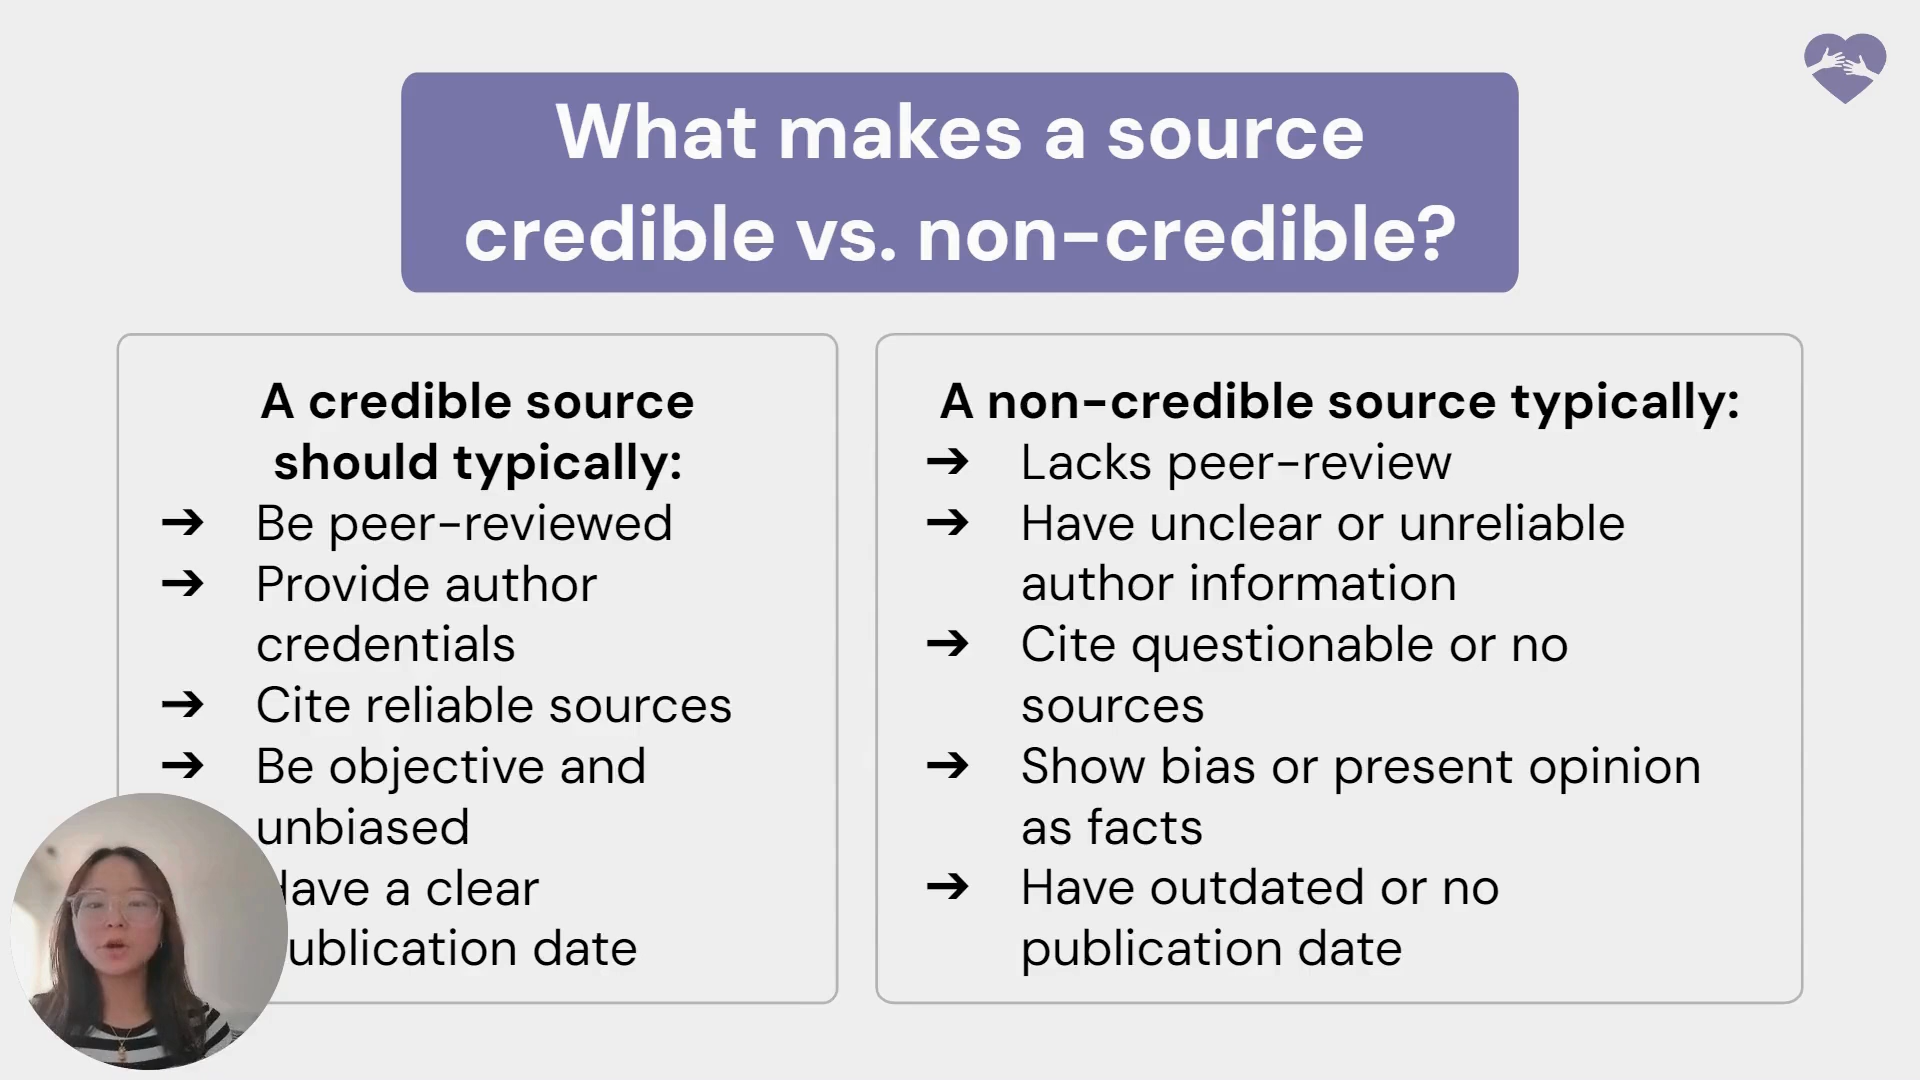 What makes a source
credible vs. non-credible?
A credible source
should typically:
➔ Be peer-reviewed
➔ Provide author
credentials
➔ Cite reliable sources
➔ Be objective and
unbiased
a clear
date
A non-credible source typically:
➔ Lacks peer-review
➔ Have unclear or unreliable
author information
➔ Cite questionable or no
sources
➔ Show bias or present opinion
as facts
➔ Have outdated or no
publication date